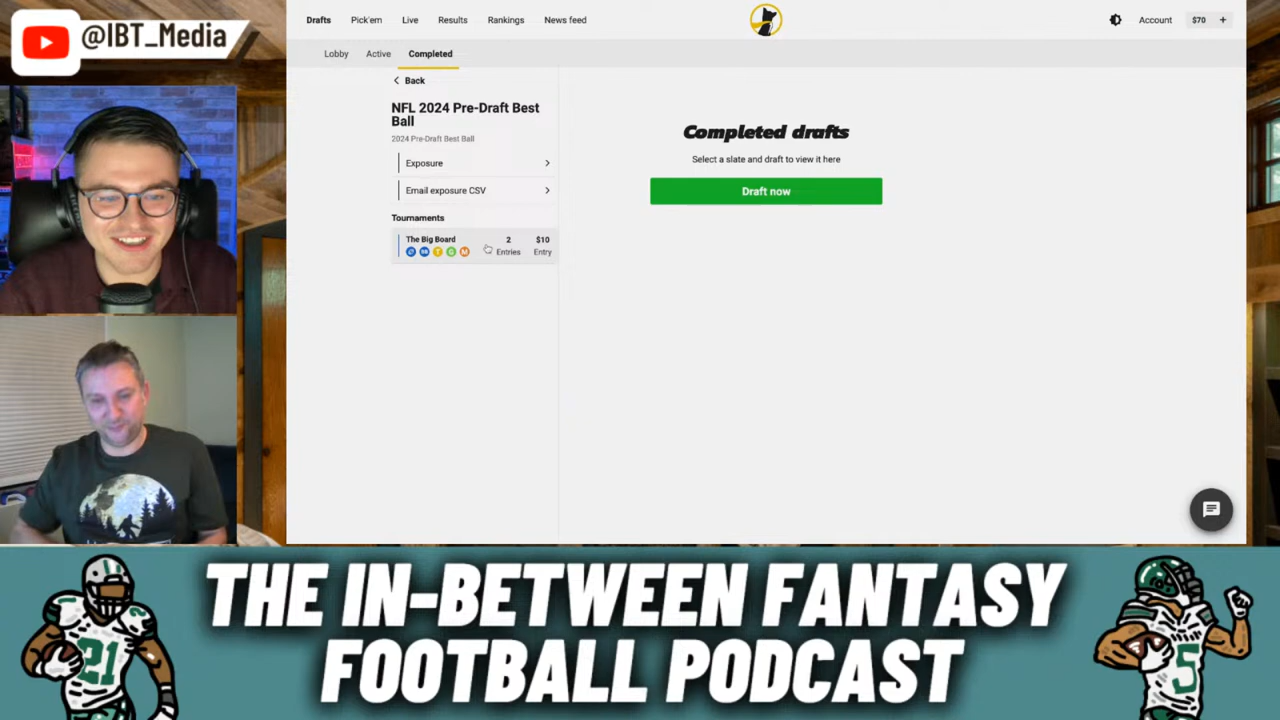 @IBT_Media
Drafts Pick'em Live Results Rankings News feed
Account $70 +
Lobby Active Completed
Back
NFL 2024 Pre-Draft Best
Ball
2024 Pre-Draft Best Ball
Exposure
Email exposure CSV
Tournaments
The Big Board 2 $10
Entries Entry
Completed drafts
Select a slate and draft to view it here
Draft now
THE IN-BETWEEN FANTASY
FOOTBALL PODCAST
21
5